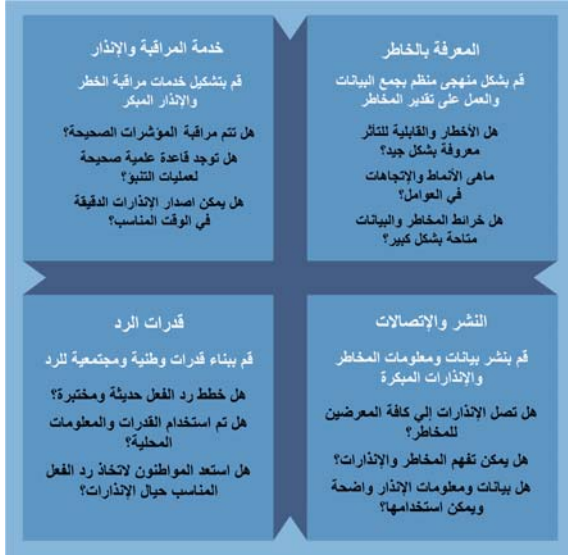 المعرفة بالخاطر
قم بشكل منهجى منظم بجمع البيانات
والعمل على تقدير المخاطر
هل الأخطار والقابلية للتأثر
معروفة بشكل جيد؟
ماهى الأنماط والإتجاهات
في العوامل؟
هل خرائط المخاطر والبيانات
متاحة بشكل كبير؟
خدمة المراقبة والإنذار
قم بتشكيل خدمات مراقبة الخطر
والإنذار المبكر
هل تتم مراقبة المؤشرات الصحيحة؟
هل توجد قاعدة علمية صحيحة
لعمليات التنبؤ؟
هل يمكن اصدار الإنذارات الدقيقة
في الوقت المناسب؟
النشر والإتصالات
قم بنشر بيانات ومعلومات المخاطر
والإنذارات المبكرة
هل تصل الإنذارات إلي كافة المعرضين
للمخاطر؟
هل يمكن تفهم المخاطر والإنذارات؟
هل بيانات ومعلومات الإنذار واضحة
ويمكن استخدامها؟
قدرات الرد
قم ببناء قدرات وطنية ومجتمعية للرد
هل خطط رد الفعل حديثة ومختبرة؟
هل تم استخدام القدرات والمعلومات
المحلية؟
هل استعد المواطنون لاتخاذ رد الفعل
المناسب حيال الإنذارات؟